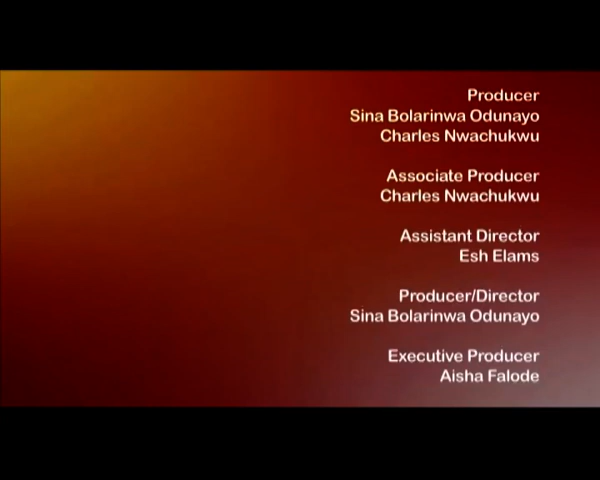 Producer
Sina Bolarinwa Odunayo
Charles Nwachukwu
Associate Producer
Charles Nwachukwu
Assistant Director
Esh Elams
Producer/Director
Sina Bolarinwa Odunayo
Executive Producer
Aisha Falode